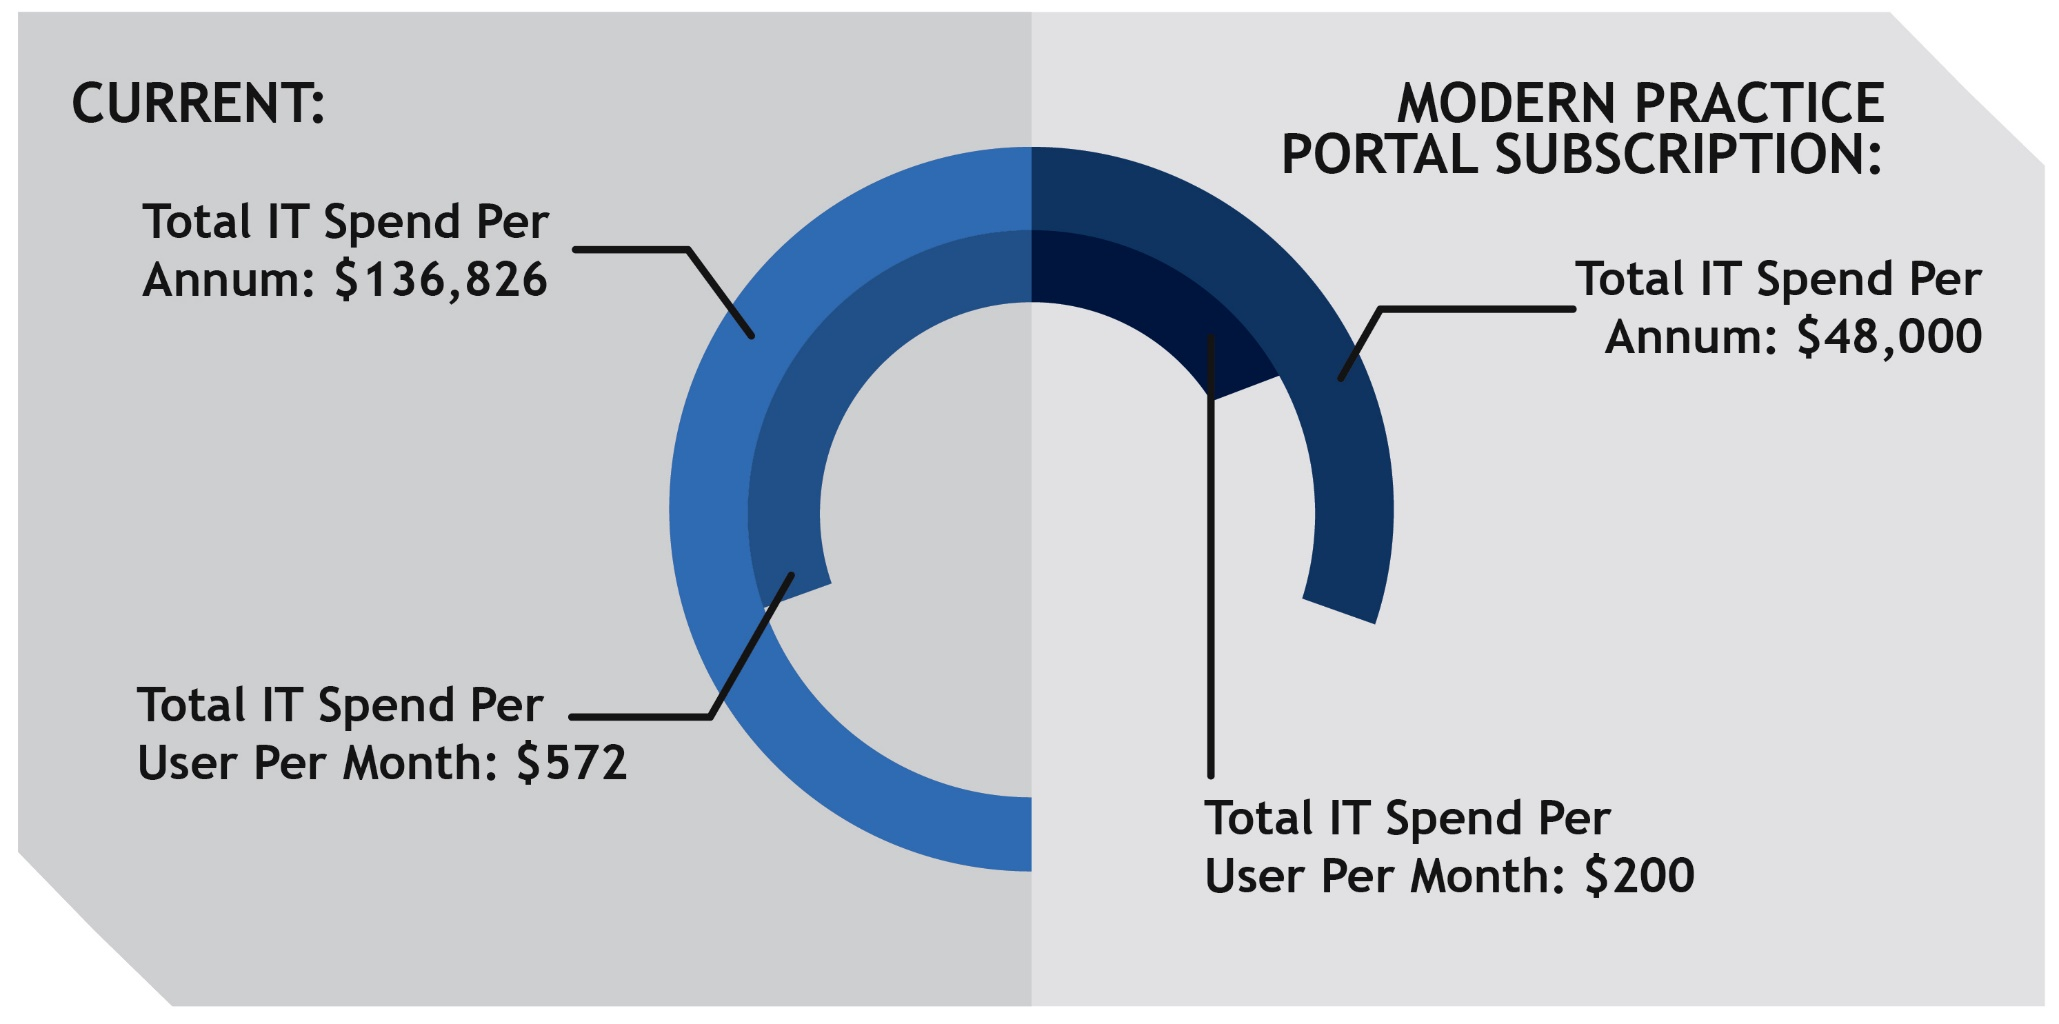 CURRENT:
Total IT Spend Per
Annum: $136,826
Total IT Spend Per
User Per Month: $572
MODERN PRACTICE
PORTAL SUBSCRIPTION:
Total IT Spend Per
Annum: $48,000
Total IT Spend Per
User Per Month: $200